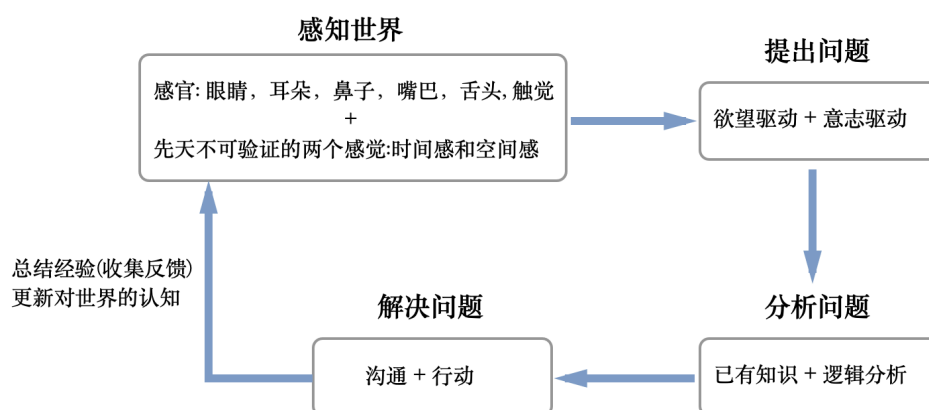 感知世界
感官: 眼睛，耳朵，鼻子，嘴巴，舌头, 触觉
+
先天不可验证的两个感觉:时间感和空间感
提出问题
欲望驱动 + 意志驱动
分析问题
已有知识 + 逻辑分析
解决问题
沟通 + 行动
总结经验(收集反馈)
更新对世界的认知